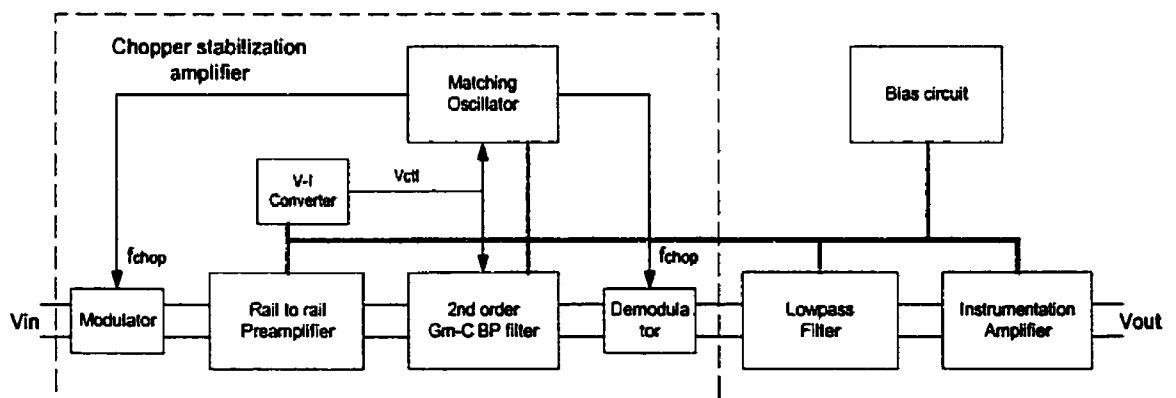 Chopper stabilization
amplifier
Matching
Oscillator
Bias circuit
V-I
Converter
Vctl
fchop
fchop
Vin
Modulator
Rail to rail
Preamplifier
2nd order
Gm-C BP filter
Demodula
tor
Lowpass
Filter
Instrumentation
Amplifier
Vout